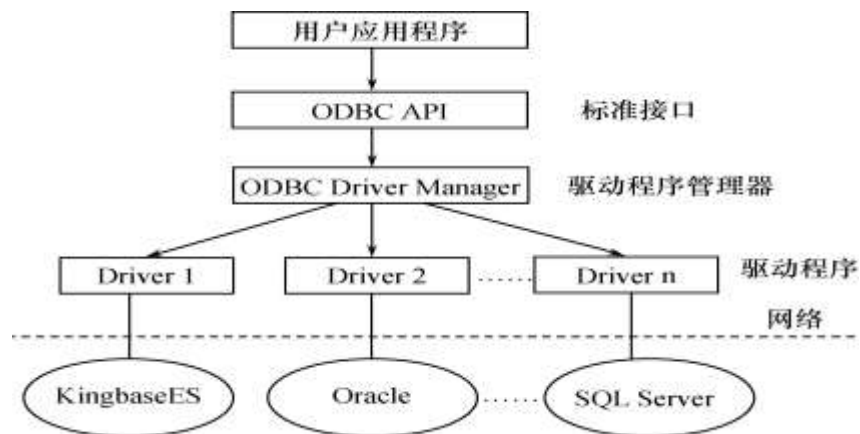 用户应用程序
ODBC API 标准接口
ODBC Driver Manager 驱动程序管理器
Driver 1 Driver 2 Driver n 驱动程序
网络
KingbaseES Oracle SQL Server